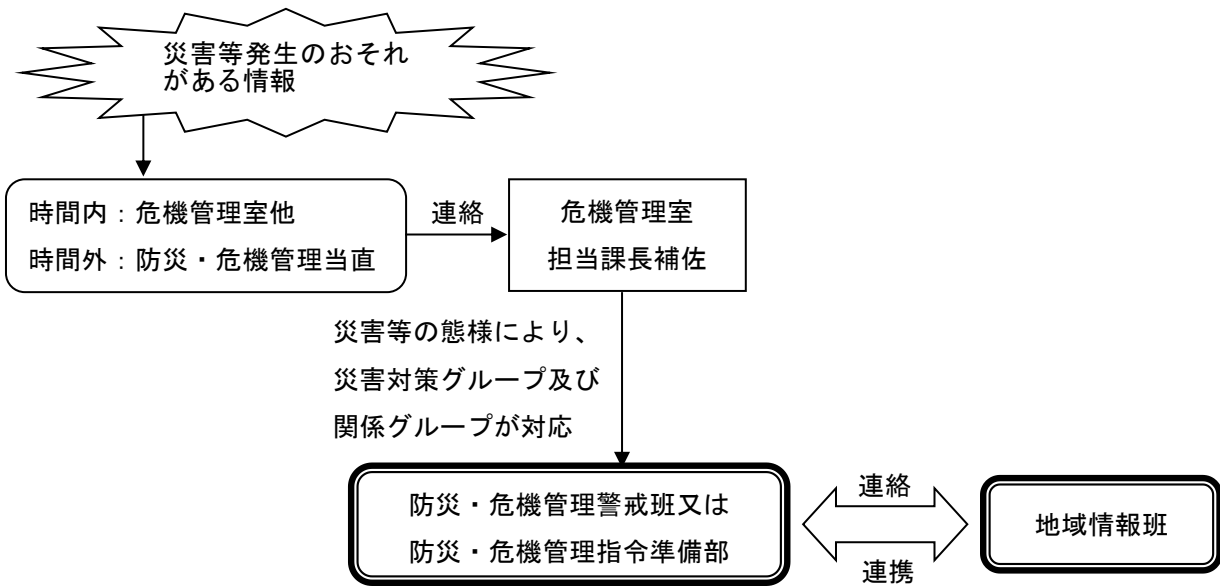 災害等発生のおそれ
がある情報
時間内：危機管理室他
時間外：防災・危機管理当直
連絡
危機管理室
担当課長補佐
災害等の態様により、
災害対策グループ及び
関係グループが対応
防災・危機管理警戒班又は
防災・危機管理指令準備部
連絡
連携
地域情報班